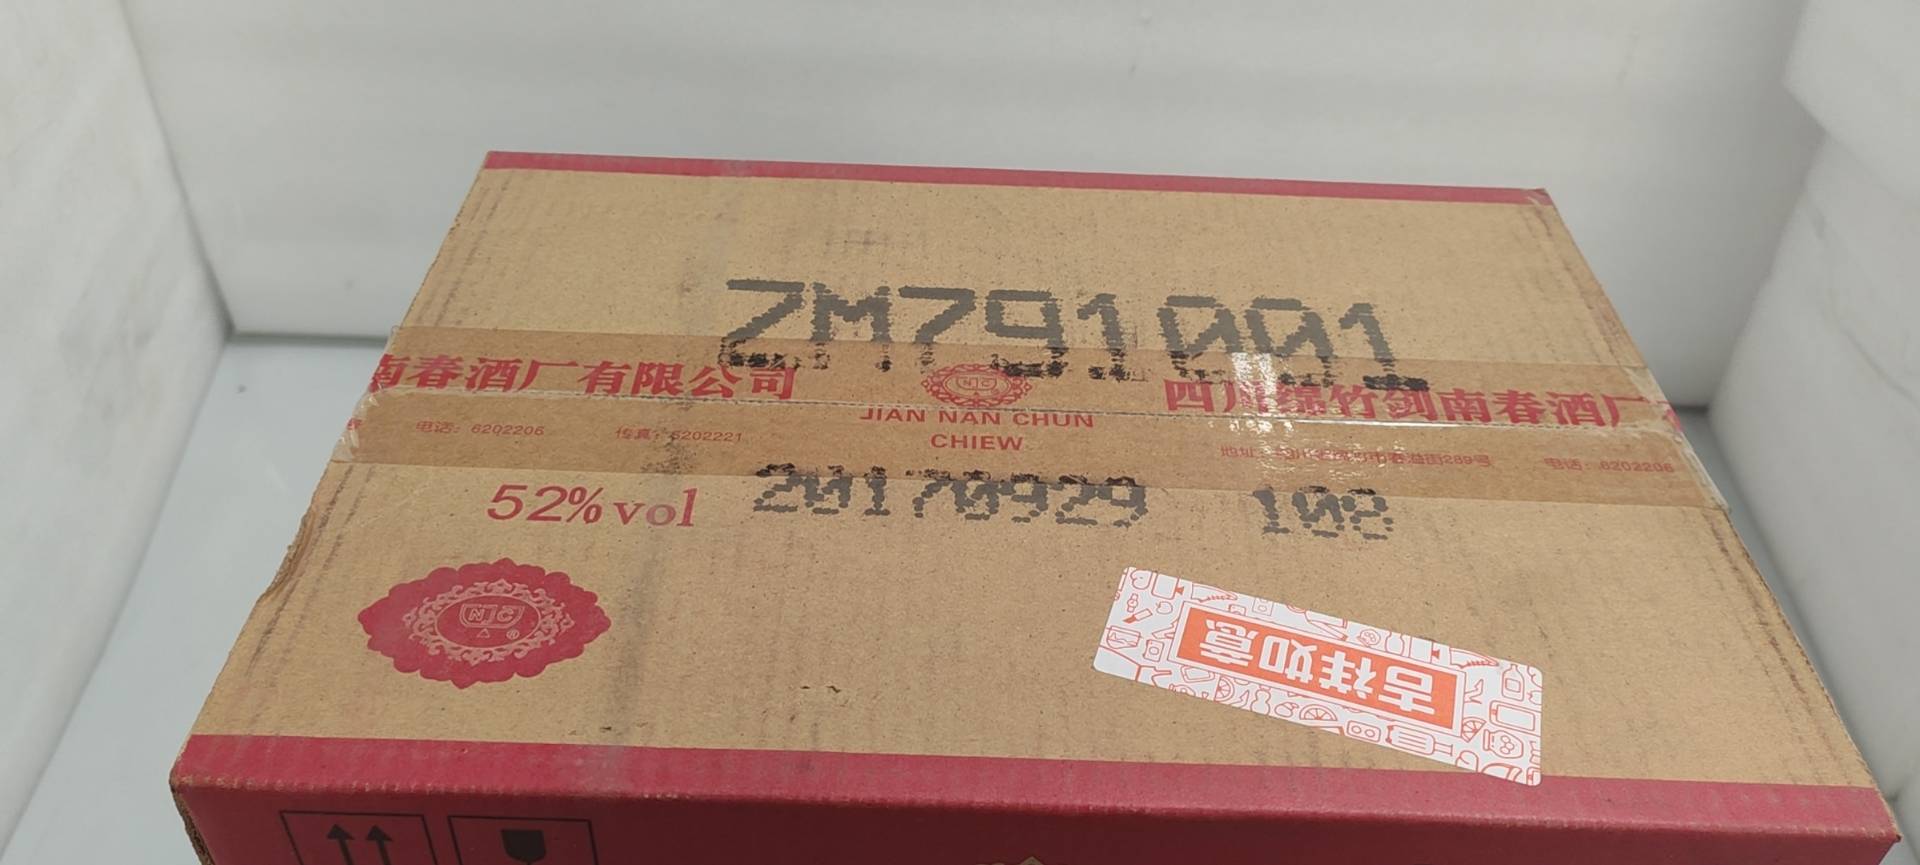 ZM791001
南春酒厂有限公司
NJC
四川绵竹剑南春酒厂
JIAN NAN CHUN
CHIEW
电话：6202206
传真：6202221
电话：6202206
52%vol
20170929 108
NJC
®
吉祥如意